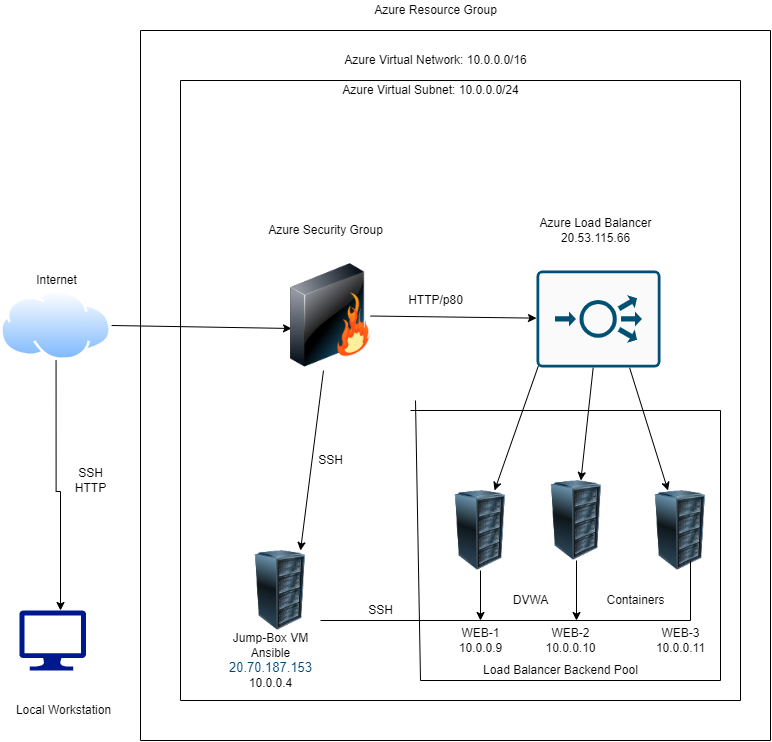 Azure Resource Group
Azure Virtual Network: 10.0.0.0/16
Azure Virtual Subnet: 10.0.0.0/24
Azure Load Balancer
20.53.115.66
Azure Security Group
Internet
HTTP/p80
SSH
SSH
HTTP
DVWA
Containers
SSH
Jump-Box VM
Ansible
20.70.187.153
10.0.0.4
WEB-1
10.0.0.9
WEB-2
10.0.0.10
WEB-3
10.0.0.11
Load Balancer Backend Pool
Local Workstation